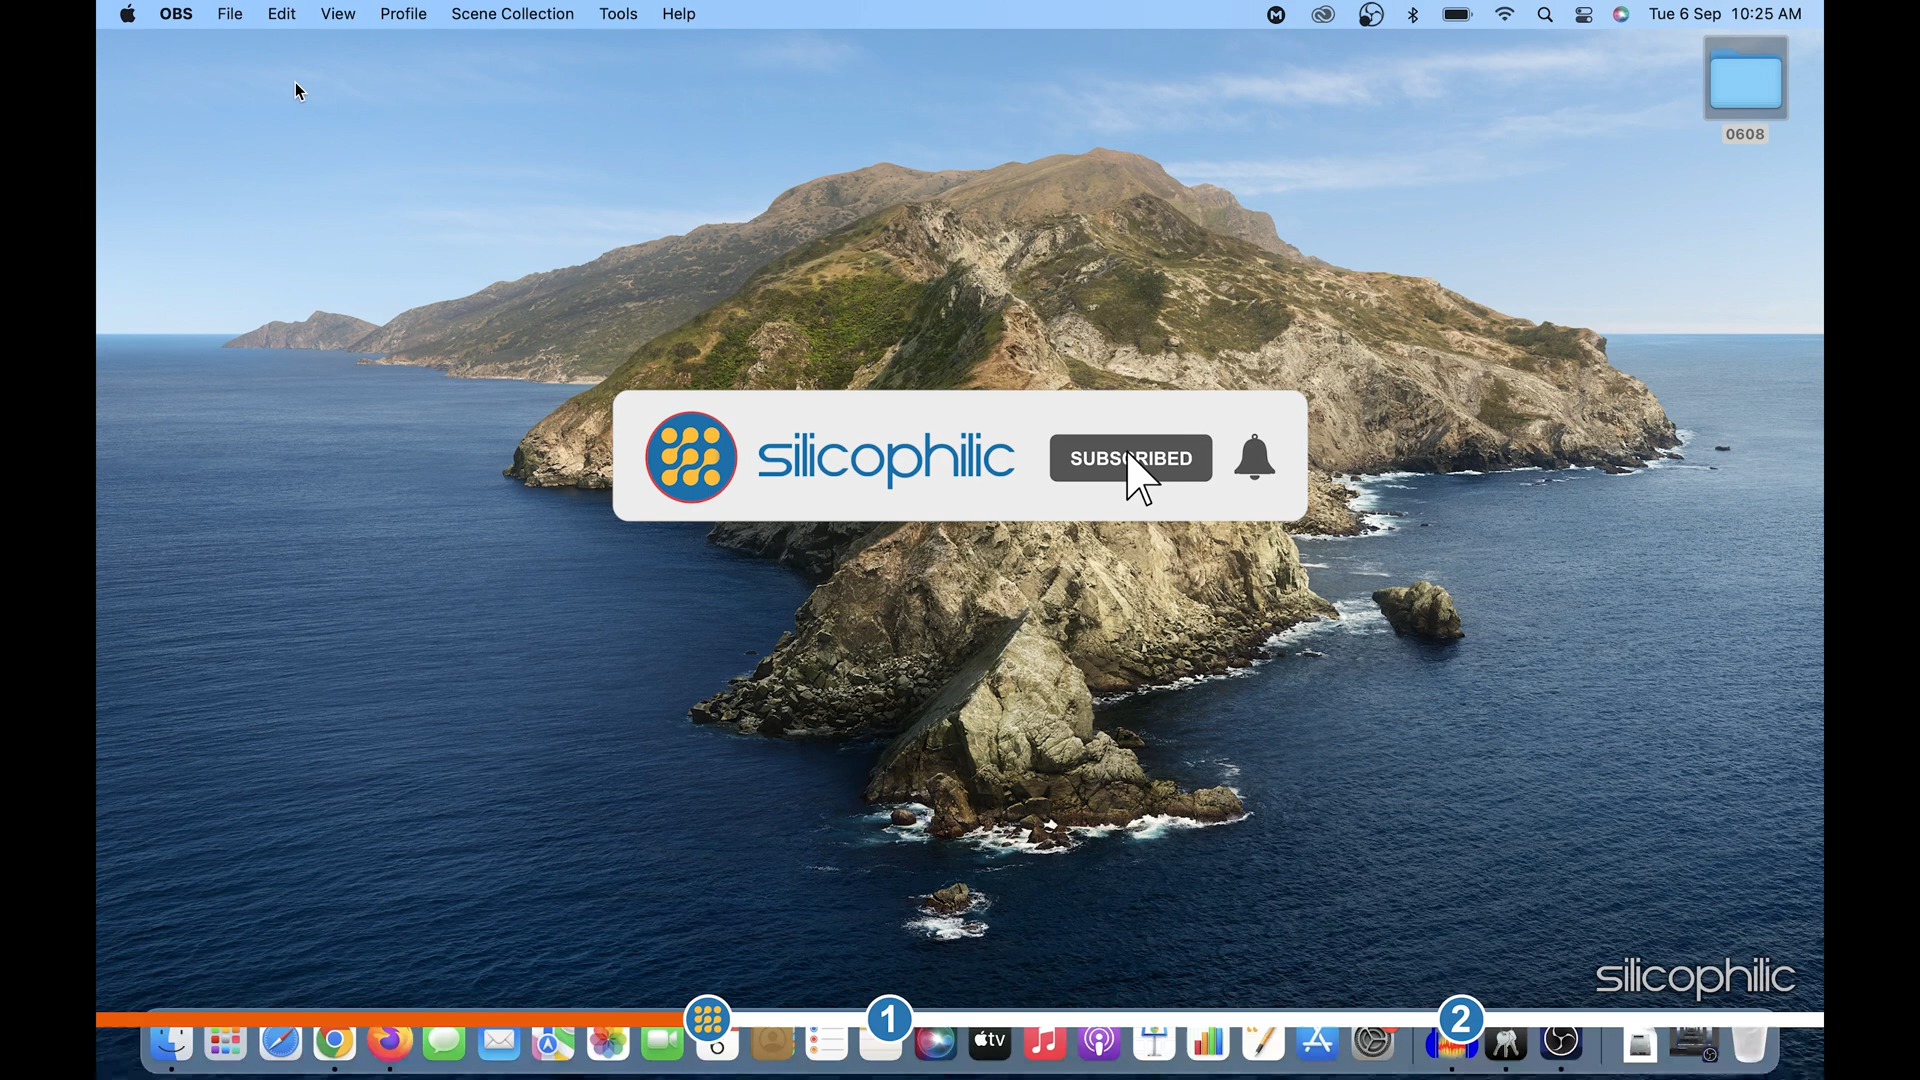 OBS File Edit View Profile Scene Collection Tools Help Tue 6 Sep 10:25 AM
0608
silicophilic SUBSCRIBED
silicophilic
1 2
tv